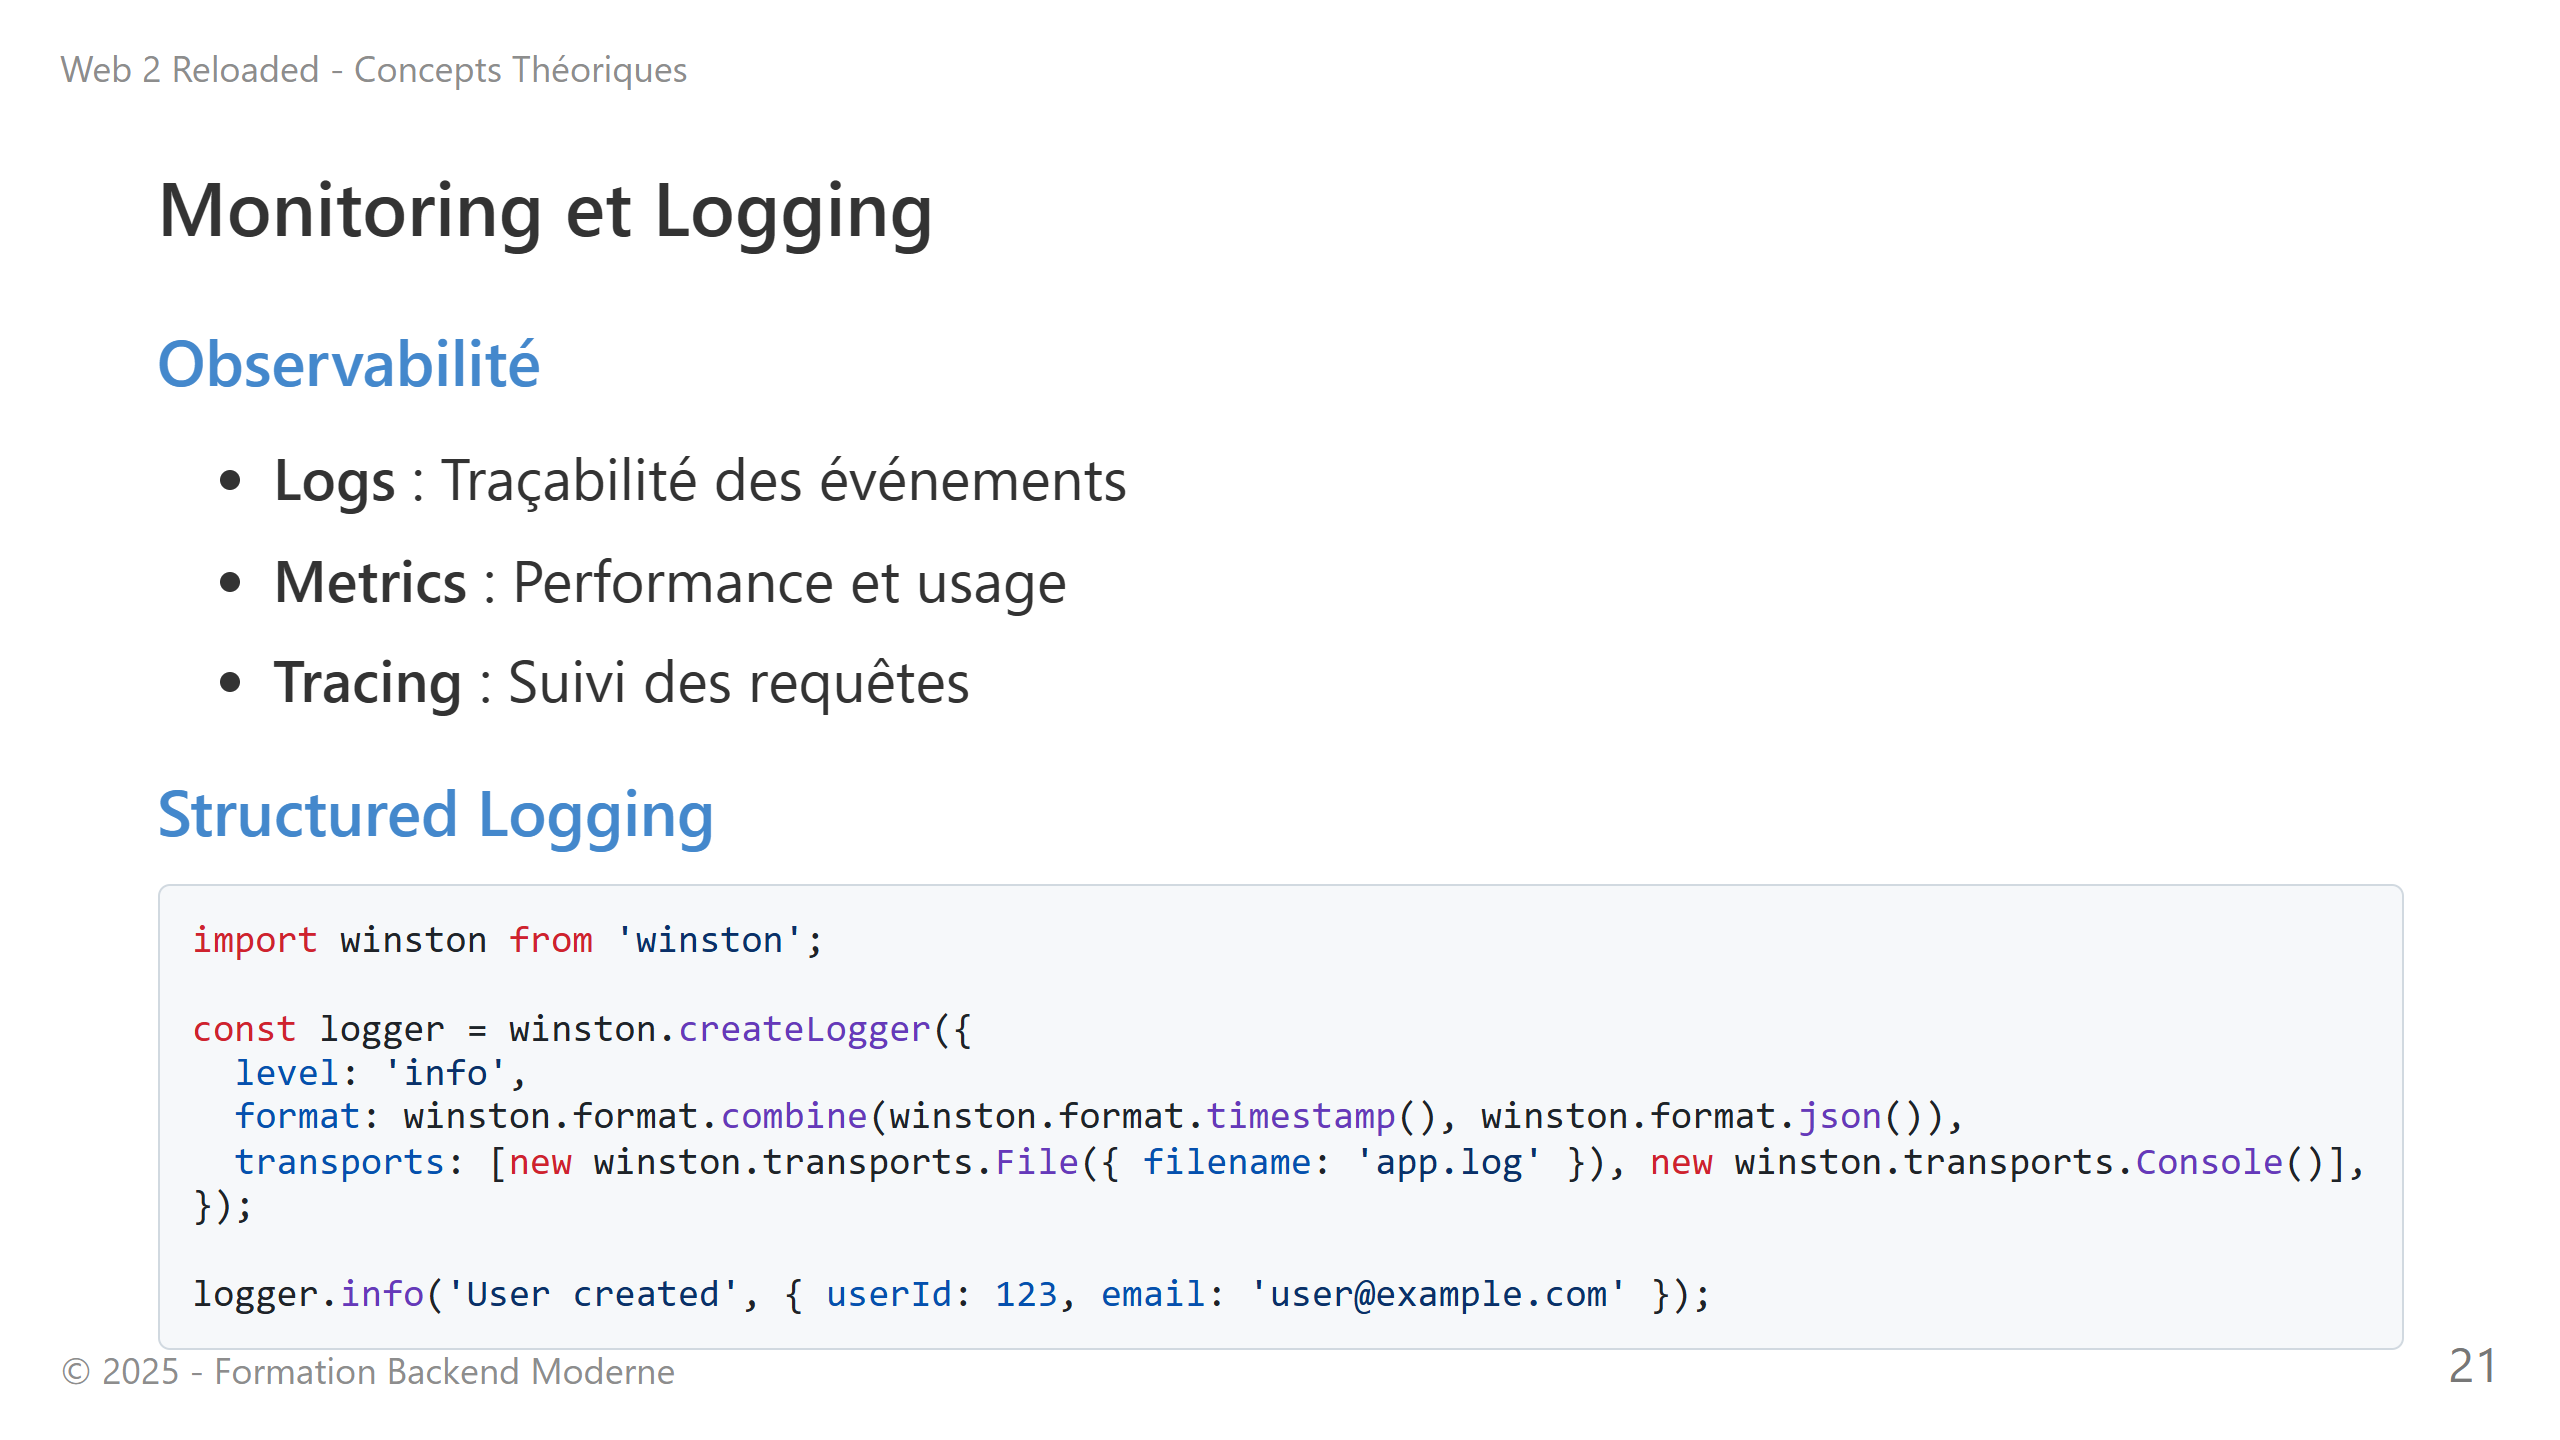 Web 2 Reloaded - Concepts Théoriques
Monitoring et Logging
Observabilité
• Logs : Traçabilité des événements
• Metrics : Performance et usage
• Tracing : Suivi des requêtes
Structured Logging
import winston from 'winston';
const logger = winston.createLogger({
  level: 'info',
  format: winston.format.combine(winston.format.timestamp(), winston.format.json()),
  transports: [new winston.transports.File({ filename: 'app.log' }), new winston.transports.Console()],
});
logger.info('User created', { userId: 123, email: 'user@example.com' });
© 2025 - Formation Backend Moderne
21